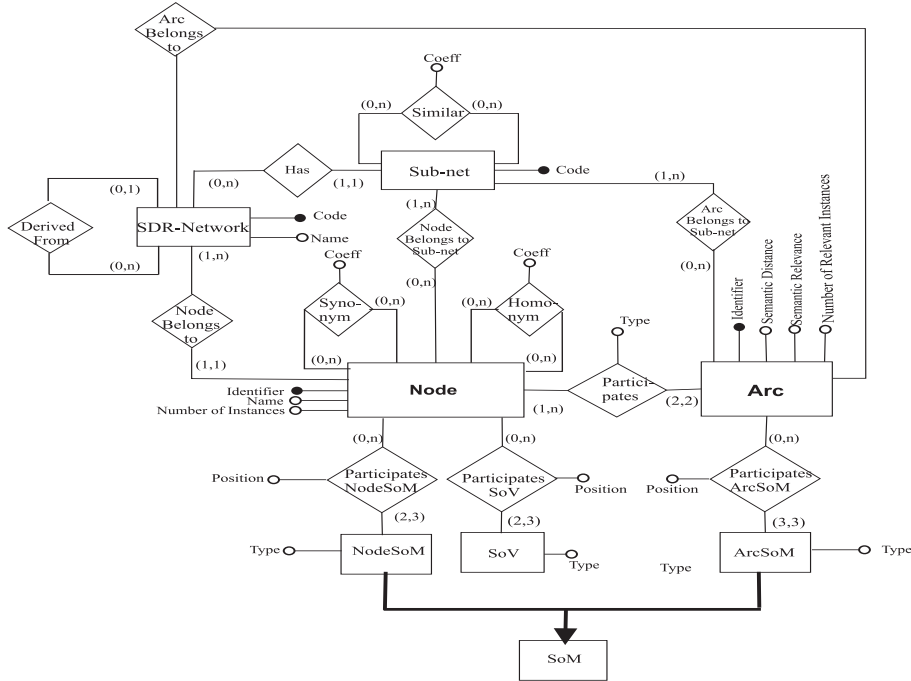 Arc
Belongs
to
Coeff
(0,n)
(0,n)
Similar
Has
Sub-net
Code
(0,n)
(1,1)
(1,n)
(0,1)
Derived
From
(0,n)
SDR-Network
Code
Name
(1,n)
(1,n)
Node
Belongs to
Sub-net
(0,n)
Arc
Belongs to
Sub-net
(0,n)
Identifier
Semantic Distance
Semantic Relevance
Number of Relevant Instances
Node
Belongs
to
(1,1)
Coeff
Synony-
nym
(0,n)
(0,n)
Coeff
(0,n)
Homo-
nym
(0,n)
Type
Identifier
Name
Number of Instances
Node
(1,n)
Partici-
pates
(2,2)
Arc
(0,n)
(0,n)
(0,n)
Position
Participates
NodeSoM
(2,3)
Participates
SoV
Position
(2,3)
Position
Participates
ArcSoM
(3,3)
Type
NodeSoM
SoV
Type
Type
ArcSoM
Type
SoM